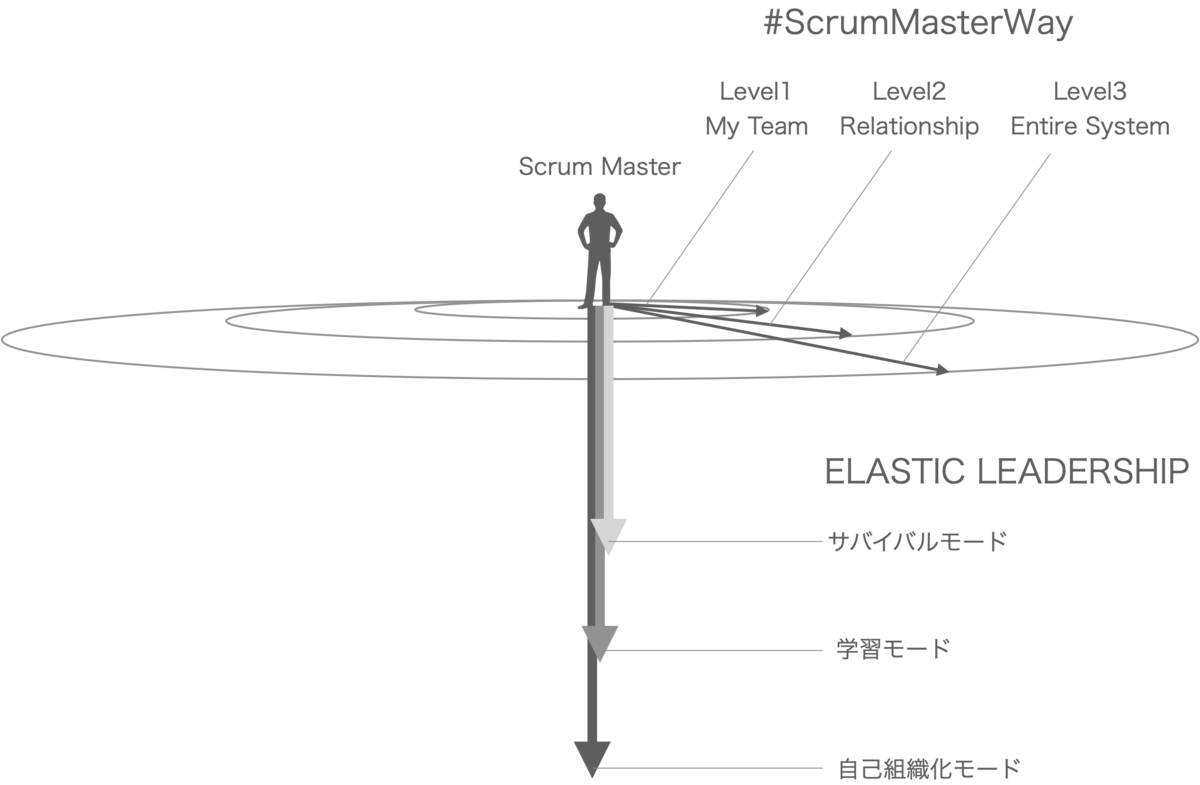 #ScrumMasterWay
Level1
My Team
Level2
Relationship
Level3
Entire System
Scrum Master
ELASTIC LEADERSHIP
サバイバルモード
学習モード
自己組織化モード